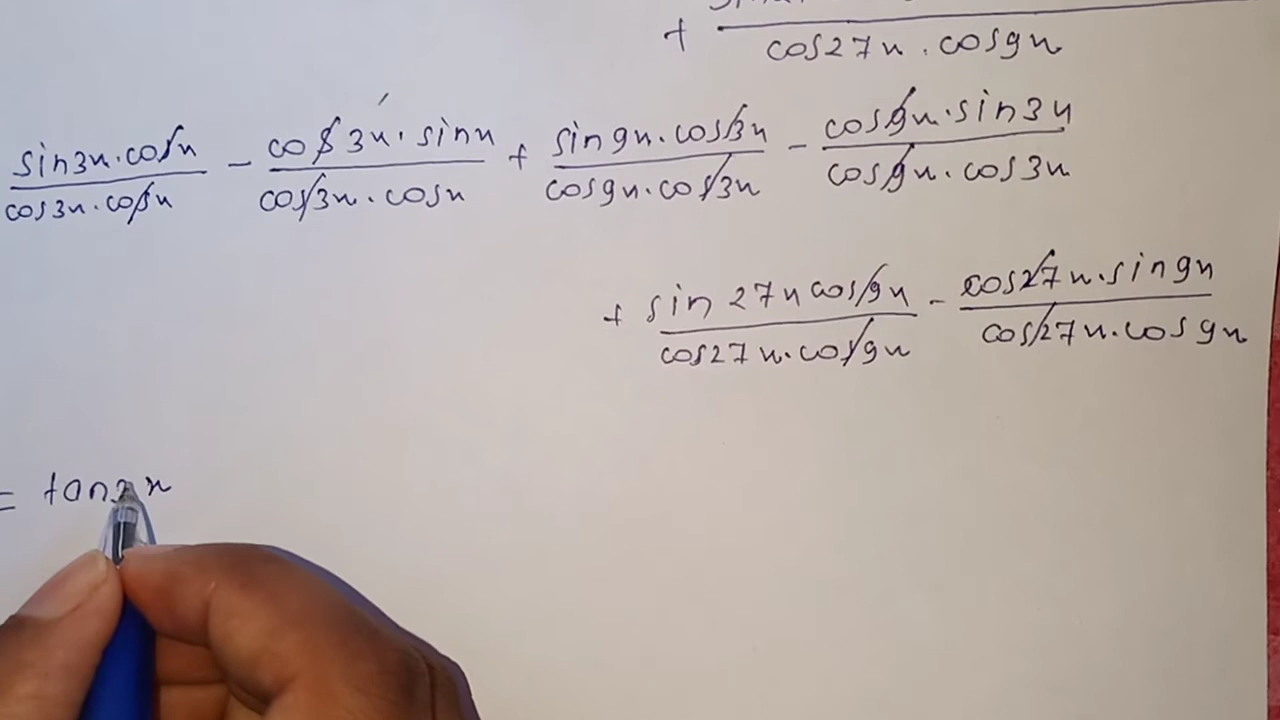 + cos27x . cos9x
sin3x.cosx / cos3x.cosx - cos3x.sinx / cos3x.cosx + sin9x.cos3x / cos9x.cos3x - cos9x.sin3x / cos9x.cos3x
+ sin27x cos9x / cos27x.cos9x - cos27x.sin9x / cos27x.cos9x
= tan3x